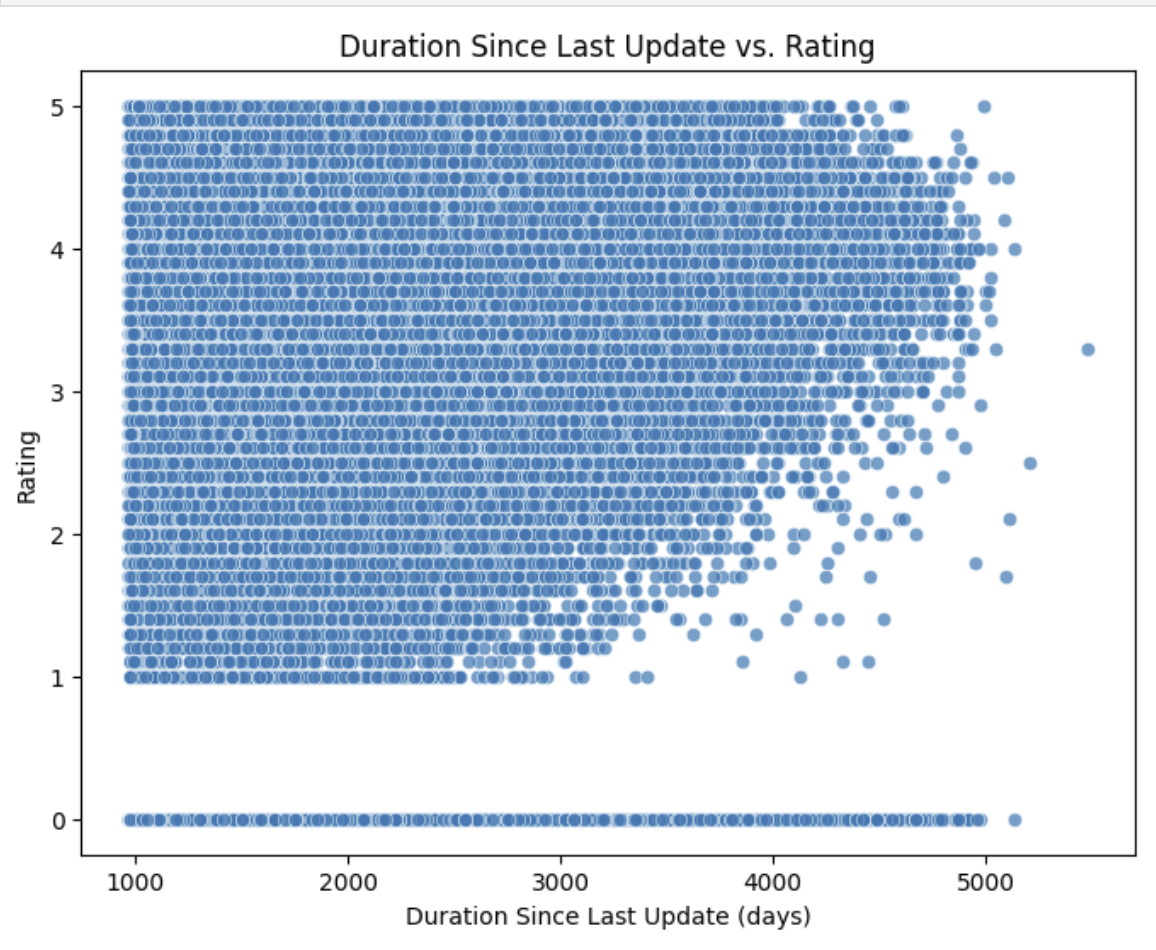 Duration Since Last Update vs. Rating
5
4
3
2
1
0
Rating
1000 2000 3000 4000 5000
Duration Since Last Update (days)